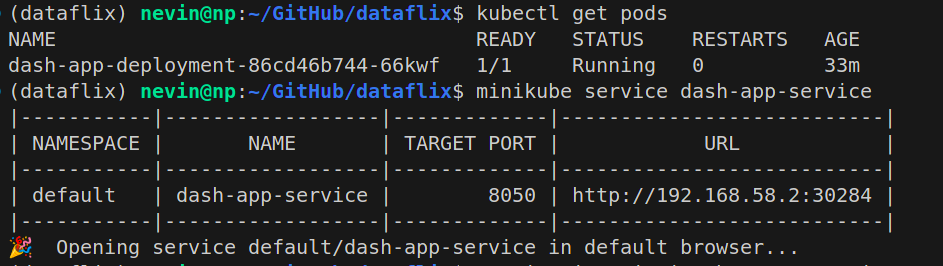 (dataflix) nevin@np:~/GitHub/dataflix$ kubectl get pods
NAME                                   READY   STATUS    RESTARTS   AGE
dash-app-deployment-86cd46b744-66kwf   1/1     Running   0          33m
(dataflix) nevin@np:~/GitHub/dataflix$ minikube service dash-app-service
|-----------|------------------|-------------|---------------------------|
| NAMESPACE |       NAME       | TARGET PORT |            URL            |
|-----------|------------------|-------------|---------------------------|
| default   | dash-app-service |        8050 | http://192.168.58.2:30284 |
|-----------|------------------|-------------|---------------------------|
🎉  Opening service default/dash-app-service in default browser...